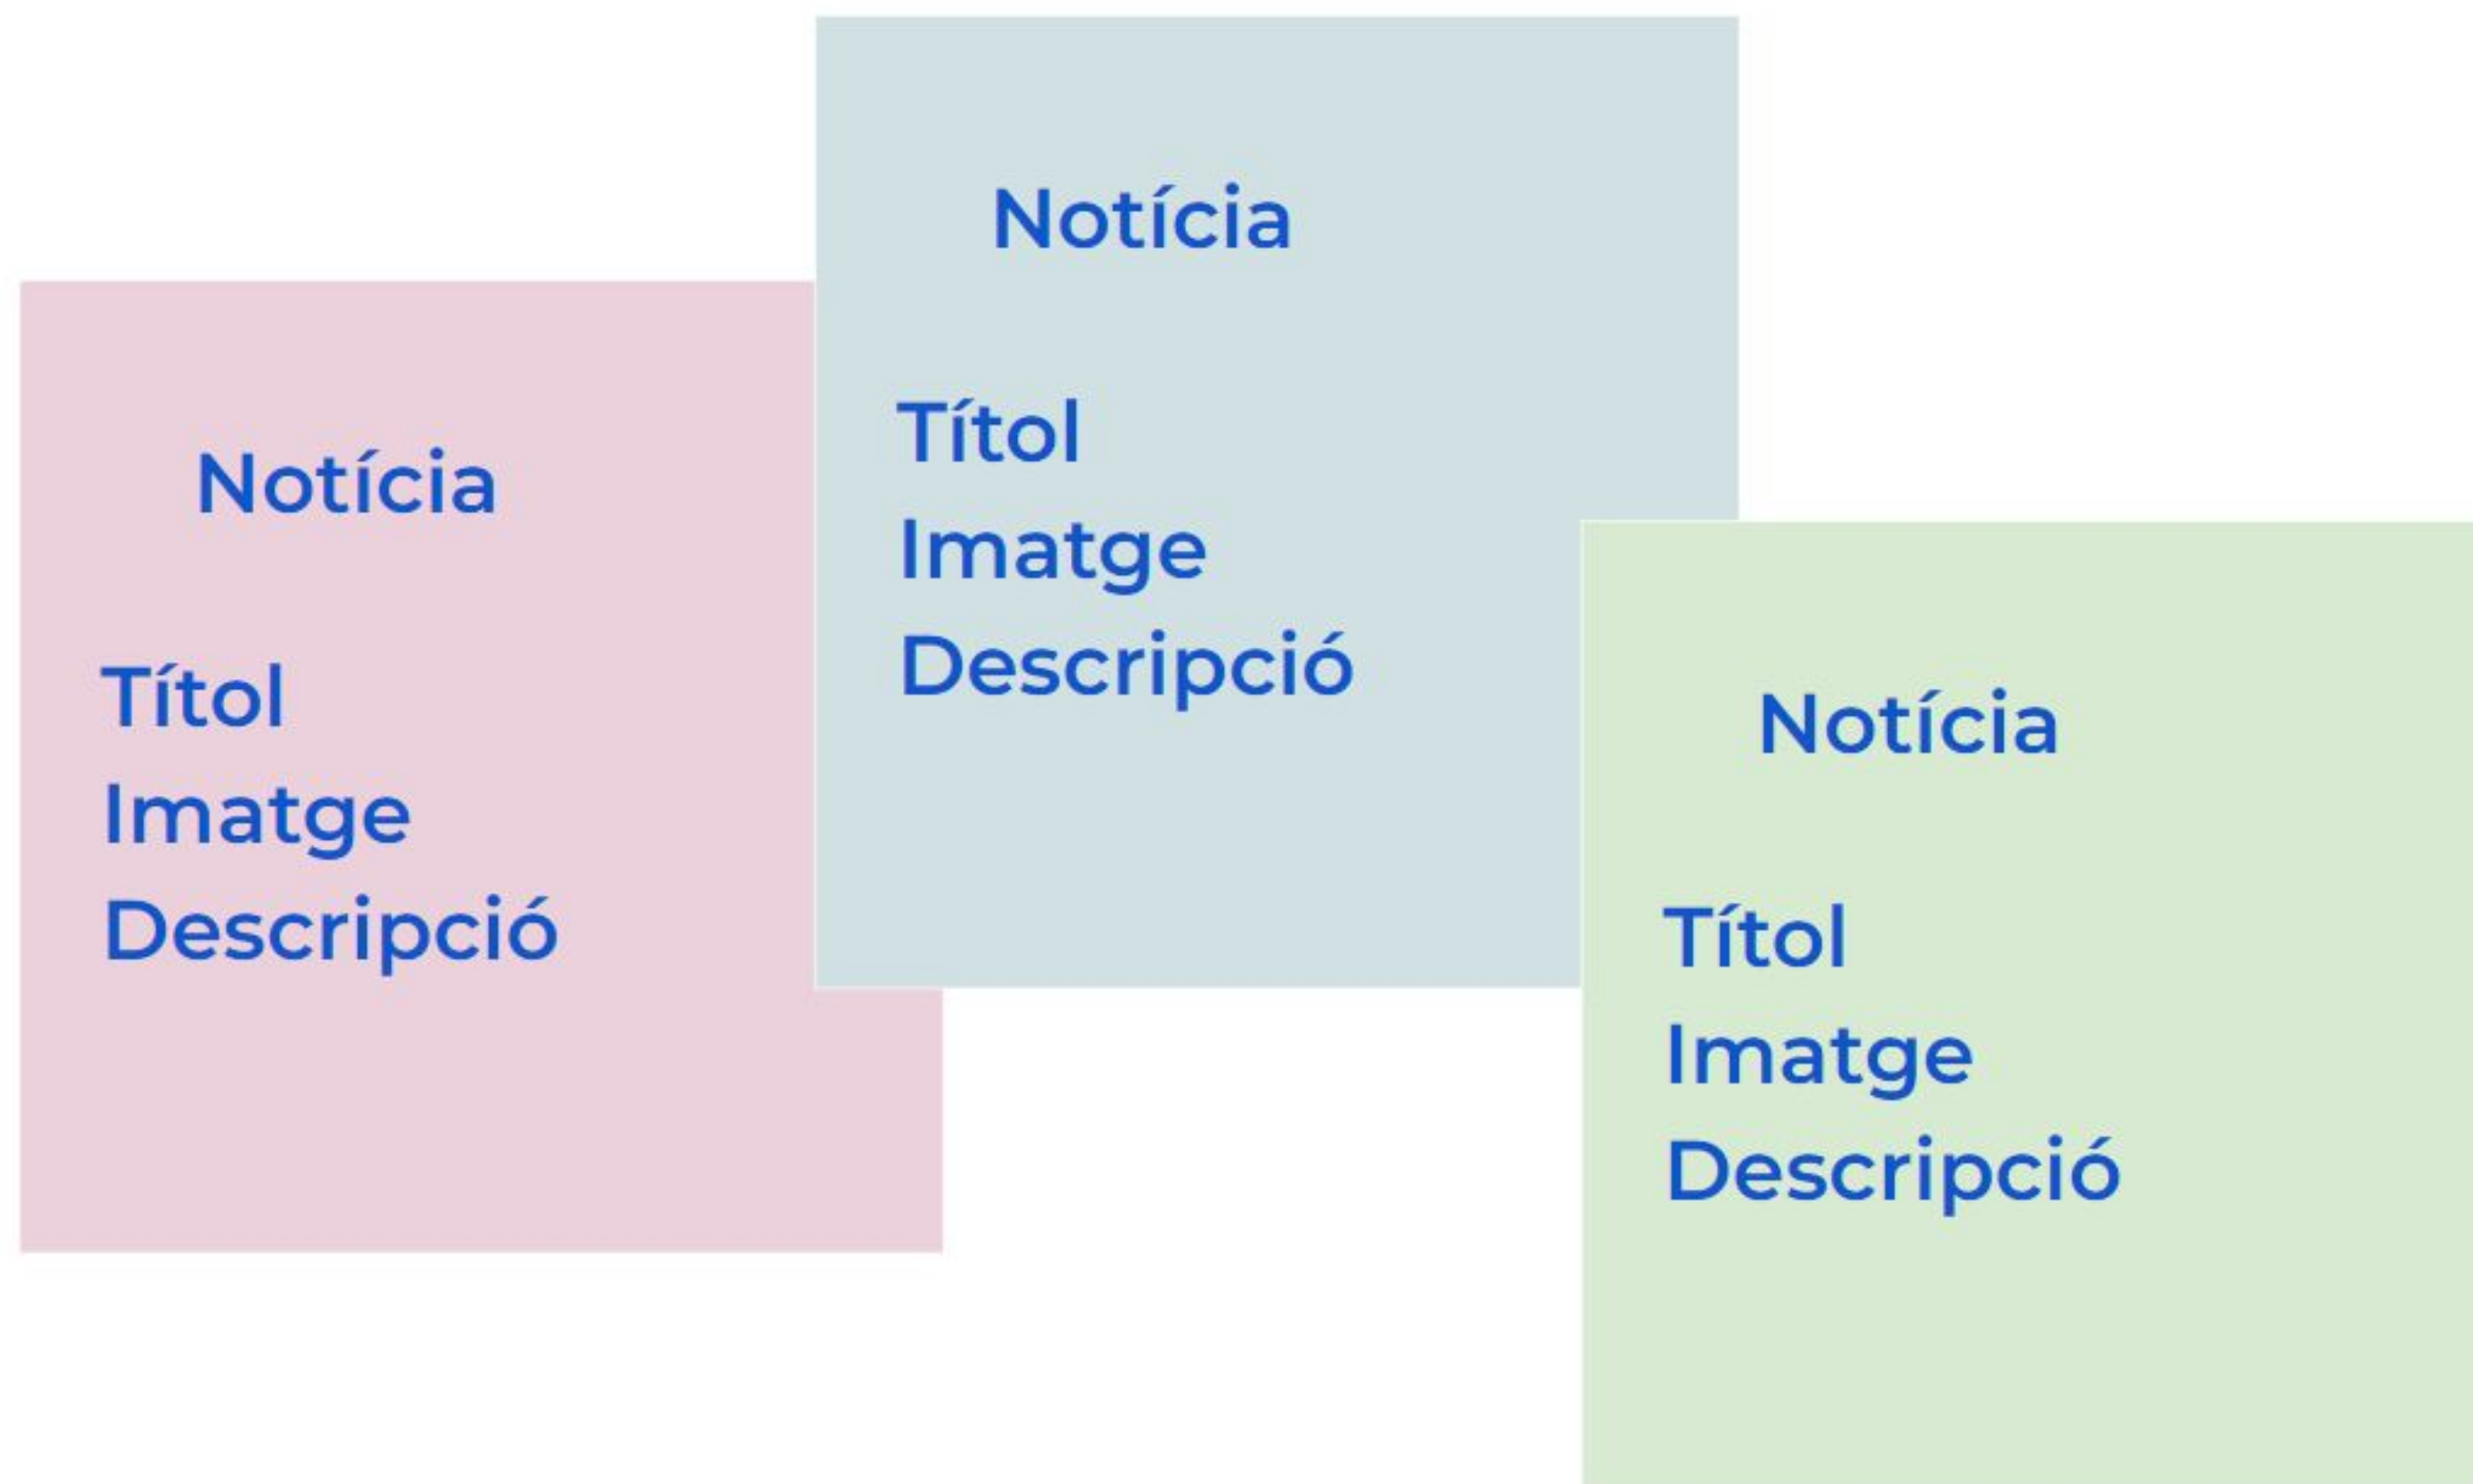 Notícia
Títol
Imatge
Descripció
Notícia
Títol
Imatge
Descripció
Notícia
Títol
Imatge
Descripció